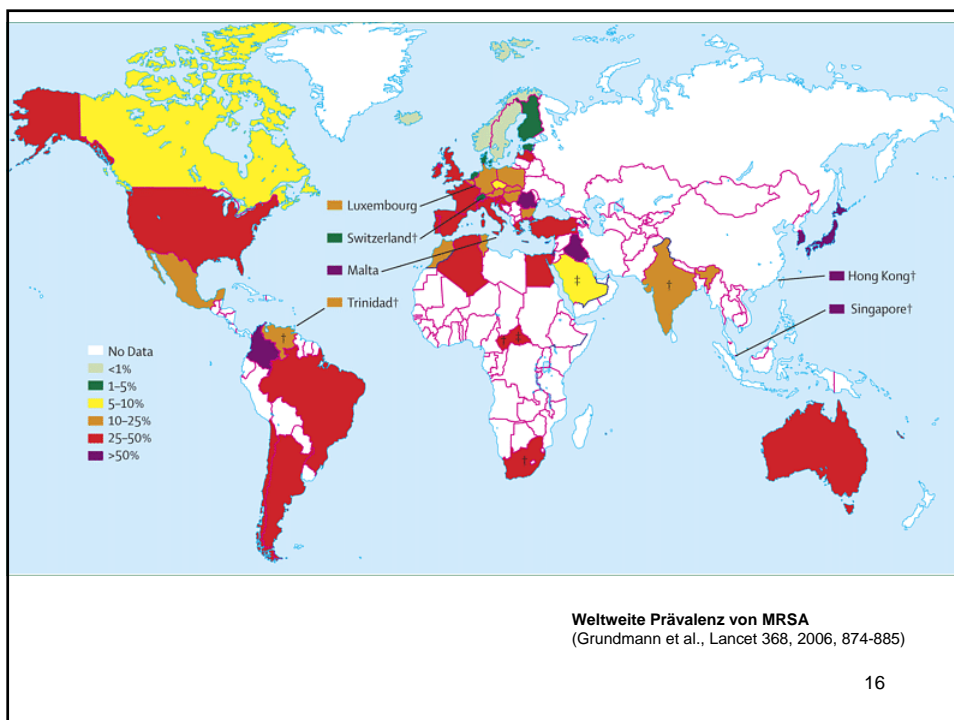 Luxembourg
Switzerland†
Malta
Trinidad†
Hong Kong†
Singapore†
‡
†
†
†
‡
†
No Data
<1%
1–5%
5–10%
10–25%
25–50%
>50%
Weltweite Prävalenz von MRSA
(Grundmann et al., Lancet 368, 2006, 874-885)
16